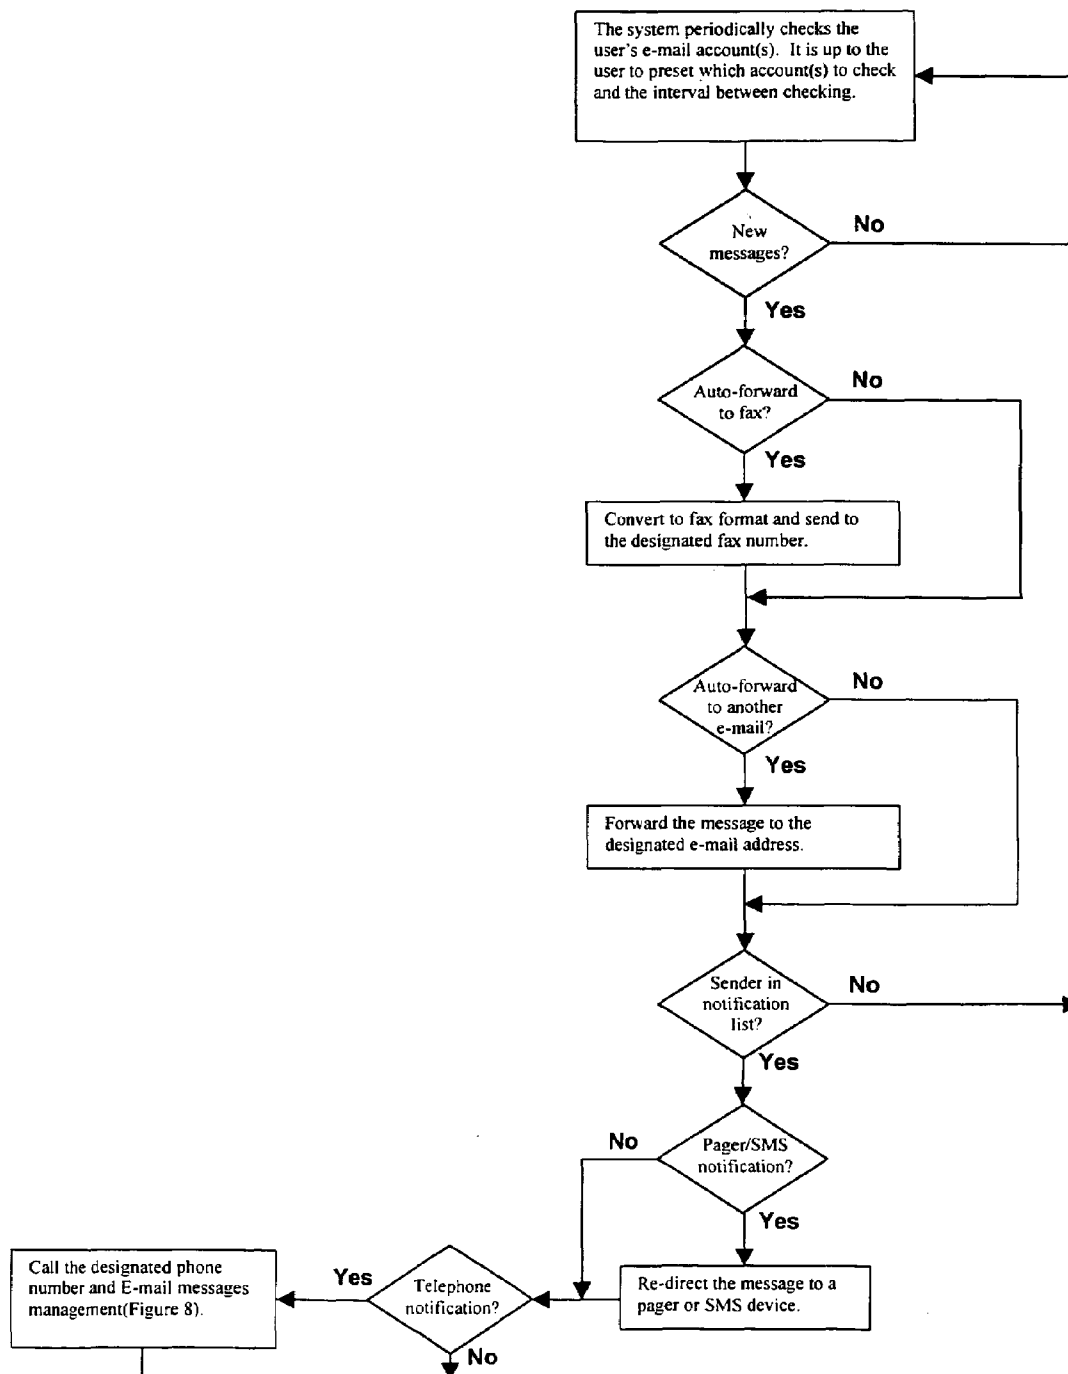 The system periodically checks the
user's e-mail account(s). It is up to the
user to preset which account(s) to check
and the interval between checking.
New
messages?
No
Yes
Auto-forward
to fax?
No
Yes
Convert to fax format and send to
the designated fax number.
Auto-forward
to another
e-mail?
No
Yes
Forward the message to the
designated e-mail address.
Sender in
notification
list?
No
Yes
Pager/SMS
notification?
No
Yes
Re-direct the message to a
pager or SMS device.
Telephone
notification?
Yes
No
Call the designated phone
number and E-mail messages
management(Figure 8).